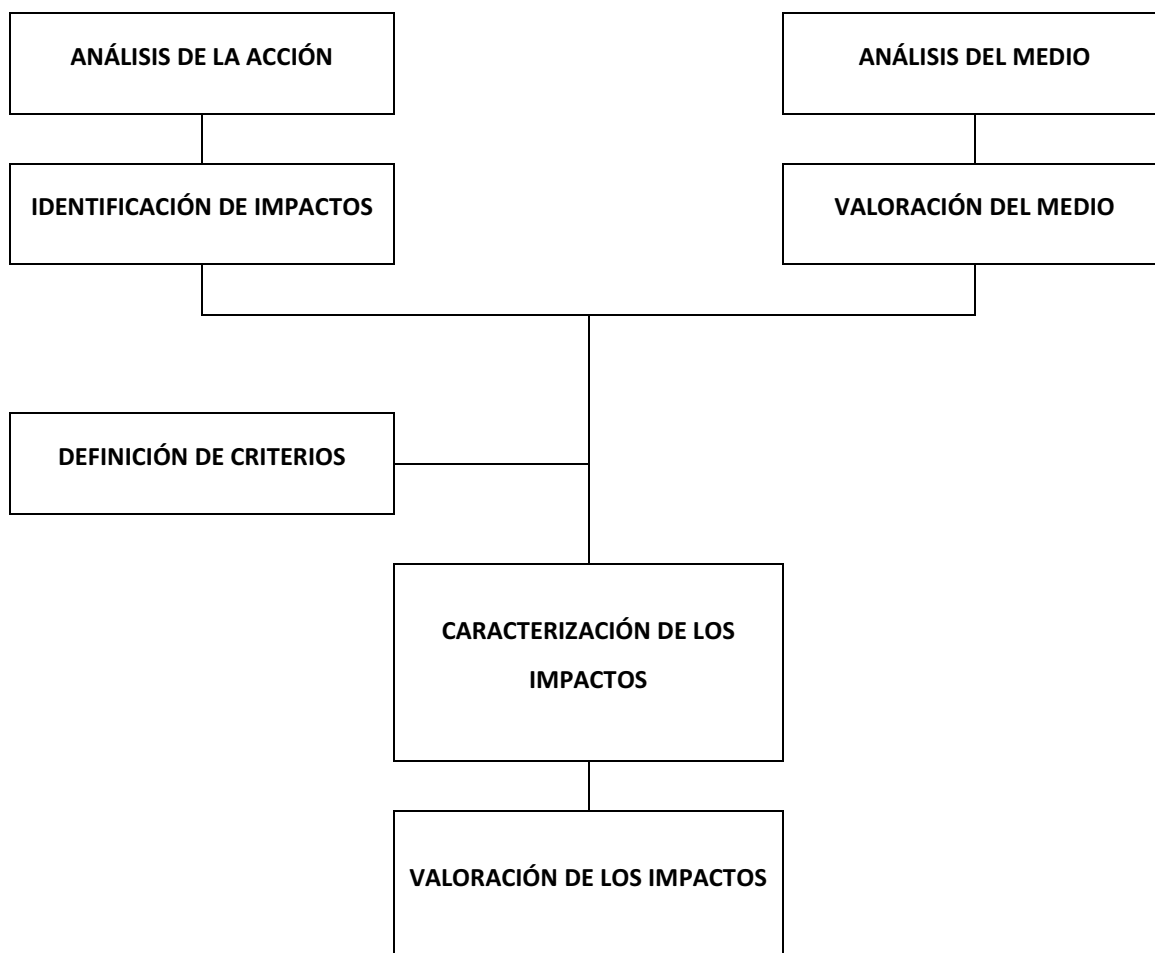 ANÁLISIS DE LA ACCIÓN
ANÁLISIS DEL MEDIO
IDENTIFICACIÓN DE IMPACTOS
VALORACIÓN DEL MEDIO
DEFINICIÓN DE CRITERIOS
CARACTERIZACIÓN DE LOS
IMPACTOS
VALORACIÓN DE LOS IMPACTOS